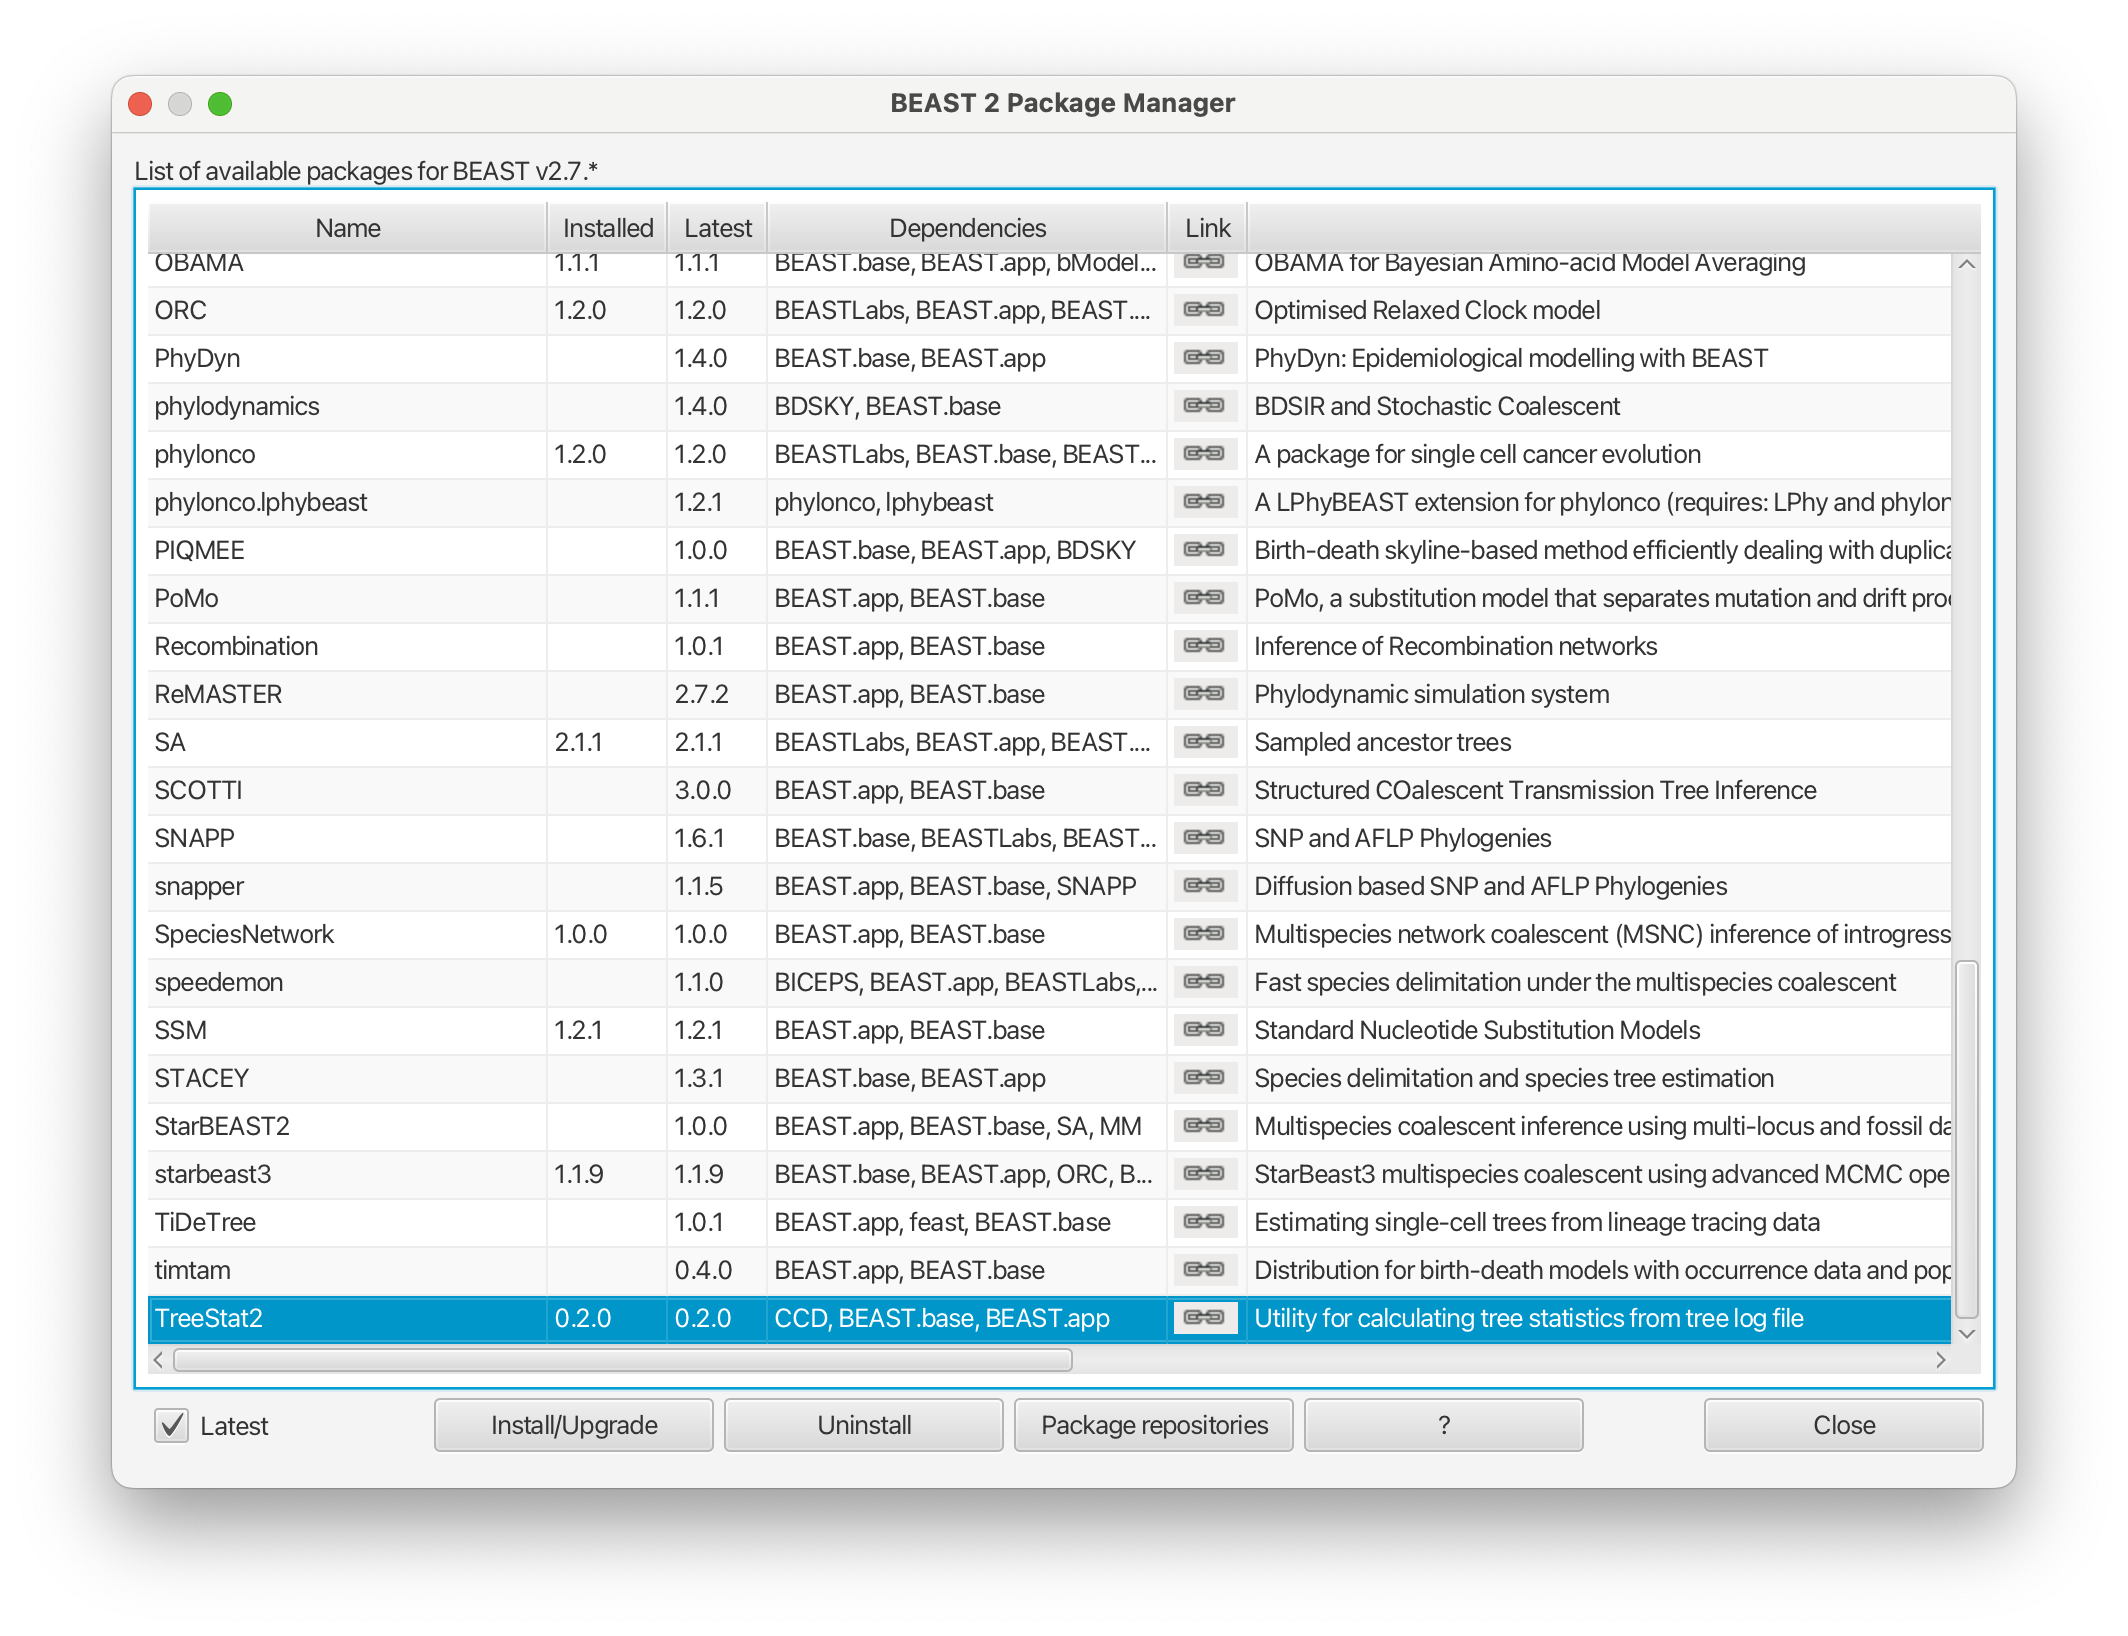 BEAST 2 Package Manager
List of available packages for BEAST v2.7.*
Name Installed Latest Dependencies Link
OBAMA 1.1.1 1.1.1 BEAST.base, BEAST.app, bModel... OBAMA for Bayesian Amino-acid Model Averaging
ORC 1.2.0 1.2.0 BEASTLabs, BEAST.app, BEAST.... Optimised Relaxed Clock model
PhyDyn 1.4.0 BEAST.base, BEAST.app PhyDyn: Epidemiological modelling with BEAST
phylodynamics 1.4.0 BDSKY, BEAST.base BDSIR and Stochastic Coalescent
phylonco 1.2.0 1.2.0 BEASTLabs, BEAST.base, BEAST... A package for single cell cancer evolution
phylonco.lphybeast 1.2.1 phylonco, lphybeast A LPhyBEAST extension for phylonco (requires: LPhy and phylon
PIQMEE 1.0.0 BEAST.base, BEAST.app, BDSKY Birth-death skyline-based method efficiently dealing with duplica
PoMo 1.1.1 BEAST.app, BEAST.base PoMo, a substitution model that separates mutation and drift proc
Recombination 1.0.1 BEAST.app, BEAST.base Inference of Recombination networks
ReMASTER 2.7.2 BEAST.app, BEAST.base Phylodynamic simulation system
SA 2.1.1 2.1.1 BEASTLabs, BEAST.app, BEAST.... Sampled ancestor trees
SCOTTI 3.0.0 BEAST.app, BEAST.base Structured COalescent Transmission Tree Inference
SNAPP 1.6.1 BEAST.base, BEASTLabs, BEAST... SNP and AFLP Phylogenies
snapper 1.1.5 BEAST.app, BEAST.base, SNAPP Diffusion based SNP and AFLP Phylogenies
SpeciesNetwork 1.0.0 1.0.0 BEAST.app, BEAST.base Multispecies network coalescent (MSNC) inference of introgress
speedemon 1.1.0 BICEPS, BEAST.app, BEASTLabs,... Fast species delimitation under the multispecies coalescent
SSM 1.2.1 1.2.1 BEAST.app, BEAST.base Standard Nucleotide Substitution Models
STACEY 1.3.1 BEAST.base, BEAST.app Species delimitation and species tree estimation
StarBEAST2 1.0.0 BEAST.app, BEAST.base, SA, MM Multispecies coalescent inference using multi-locus and fossil da
starbeast3 1.1.9 1.1.9 BEAST.base, BEAST.app, ORC, B... StarBeast3 multispecies coalescent using advanced MCMC ope
TiDeTree 1.0.1 BEAST.app, feast, BEAST.base Estimating single-cell trees from lineage tracing data
timtam 0.4.0 BEAST.app, BEAST.base Distribution for birth-death models with occurrence data and pop
TreeStat2 0.2.0 0.2.0 CCD, BEAST.base, BEAST.app Utility for calculating tree statistics from tree log file
Latest Install/Upgrade Uninstall Package repositories ? Close